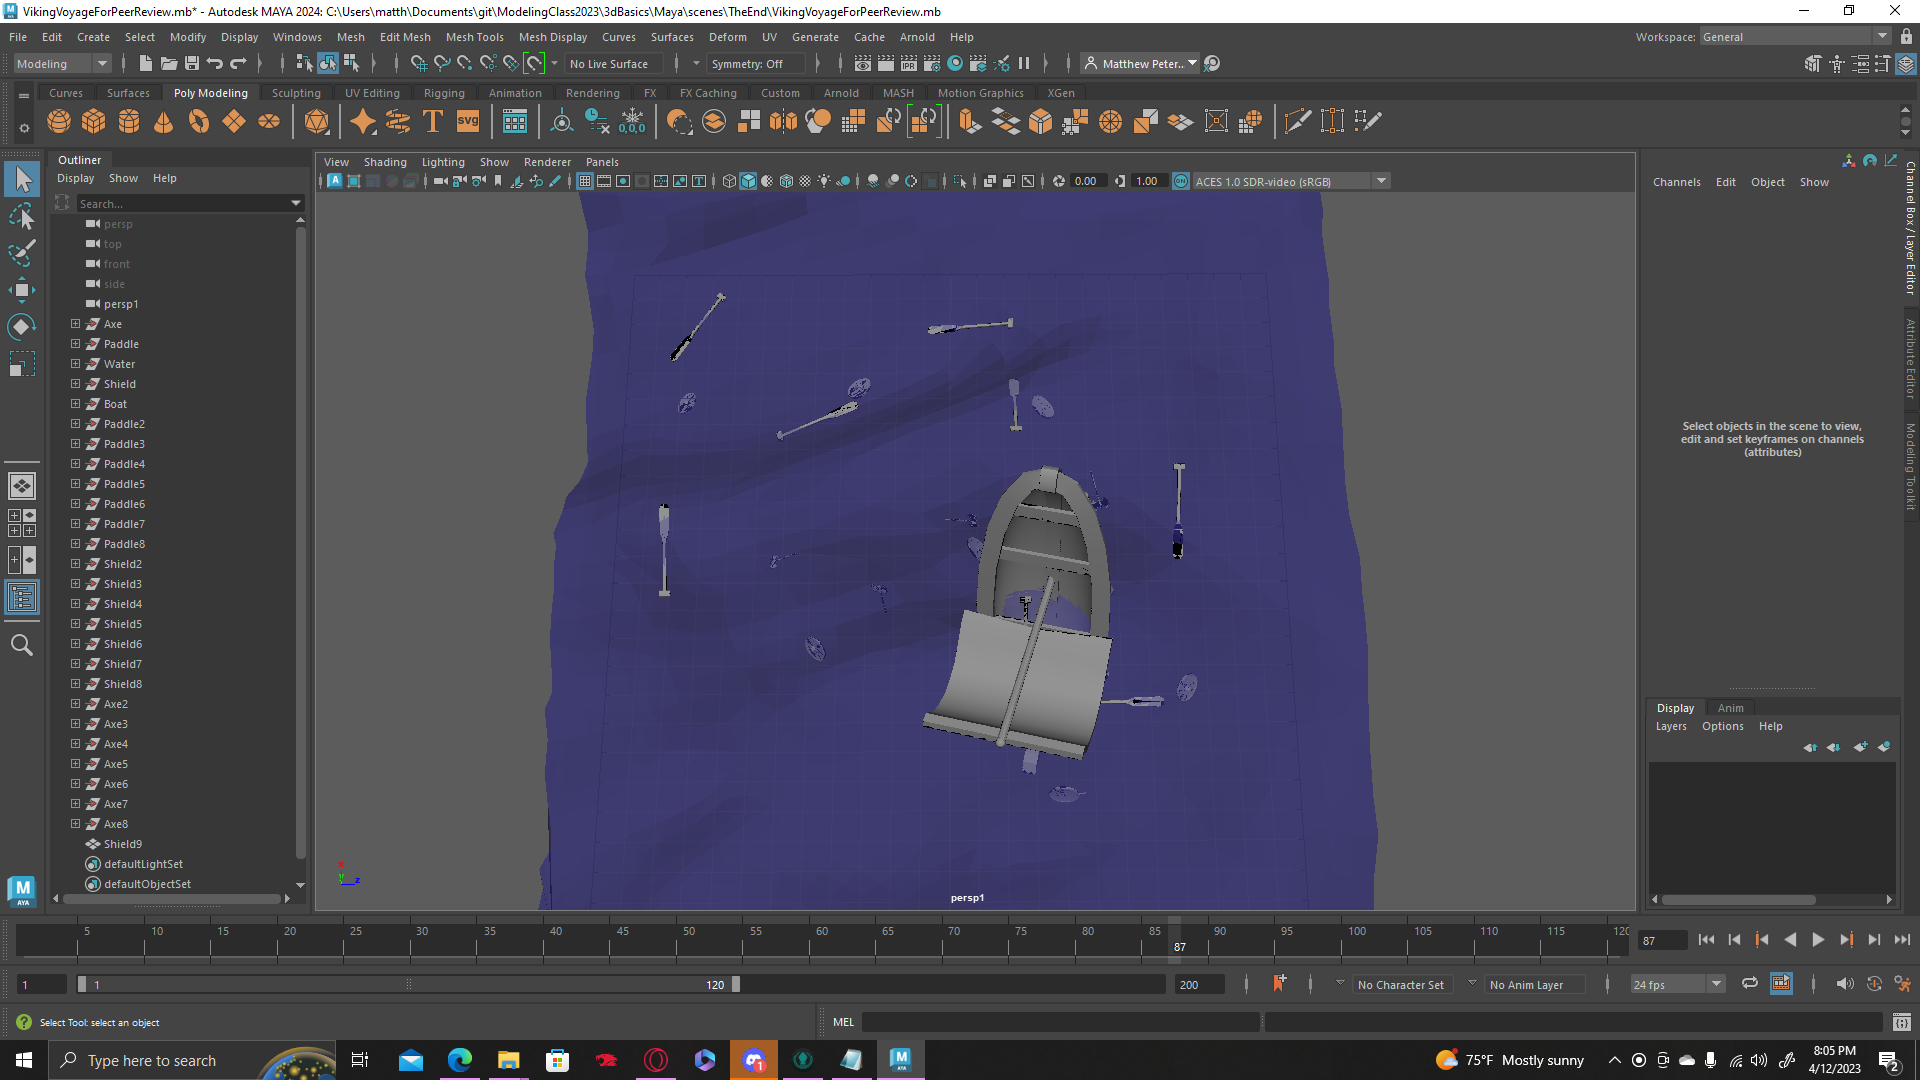 VikingVoyageForPeerReview.mb* - Autodesk MAYA 2024: C:\Users\matth\Documents\git\ModelingClass2023\3dBasics\Maya\scenes\TheEnd\VikingVoyageForPeerReview.mb
File Edit Create Select Modify Display Windows Mesh Edit Mesh Mesh Tools Mesh Display Curves Surfaces Deform UV Generate Cache Arnold Help Workspace: General
Modeling No Live Surface Symmetry: Off Matthew Peter..
Curves Surfaces Poly Modeling Sculpting UV Editing Rigging Animation Rendering FX FX Caching Custom Arnold MASH Motion Graphics XGen
T SVG 0,0,0 IPR
Outliner
Display Show Help
Search...
persp
top
front
side
persp1
Axe
Paddle
Water
Shield
Boat
Paddle2
Paddle3
Paddle4
Paddle5
Paddle6
Paddle7
Paddle8
Shield2
Shield3
Shield4
Shield5
Shield6
Shield7
Shield8
Axe2
Axe3
Axe4
Axe5
Axe6
Axe7
Axe8
Shield9
defaultLightSet
defaultObjectSet
View Shading Lighting Show Renderer Panels
0.00 1.00 ACES 1.0 SDR-video (sRGB)
persp1
Channels Edit Object Show
Select objects in the scene to view,
edit and set keyframes on channels
(attributes)
Channel Box / Layer Editor
Attribute Editor
Modeling Toolkit
Display Anim
Layers Options Help
5 10 15 20 25 30 35 40 45 50 55 60 65 70 75 80 85 90 95 100 105 110 115 120
87 87
1 1 120 200 No Character Set No Anim Layer 24 fps
Select Tool: select an object MEL
Type here to search 1 75°F Mostly sunny 8:05 PM
4/12/2023 2